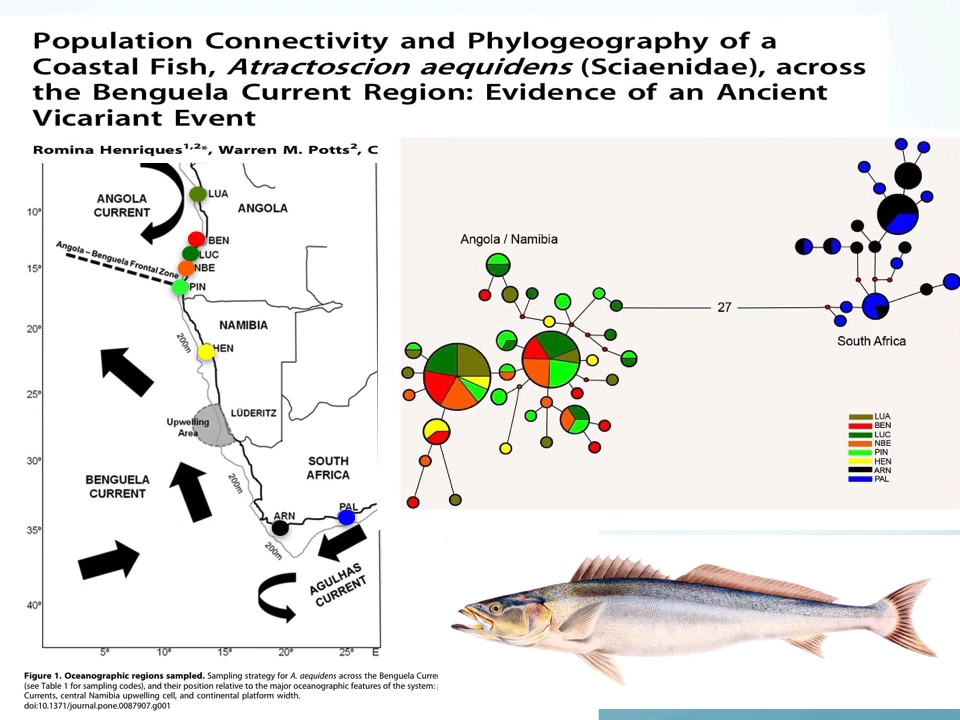 Population Connectivity and Phylogeography of a
Coastal Fish, Atractoscion aequidens (Sciaenidae), across
the Benguela Current Region: Evidence of an Ancient
Vicariant Event
Romina Henriques¹,²*, Warren M. Potts², C
ANGOLA
CURRENT
LUA
ANGOLA
10°
Angola – Benguela Frontal Zone
BEN
LUC
NBE
15°
PIN
20°
200m
NAMIBIA
HEN
25°
Upwelling
Area
LÜDERITZ
30°
BENGUELA
CURRENT
200m
SOUTH
AFRICA
35°
ARN
PAL
200m
AGULHAS
CURRENT
40°
5°
10°
15°
20°
25°
E
Angola / Namibia
27
South Africa
LUA
BEN
LUC
NBE
PIN
HEN
ARN
PAL
Figure 1. Oceanographic regions sampled. Sampling strategy for A. aequidens across the Benguela Curre
(see Table 1 for sampling codes), and their position relative to the major oceanographic features of the system:
Currents, central Namibia upwelling cell, and continental platform width.
doi:10.1371/journal.pone.0087907.g001